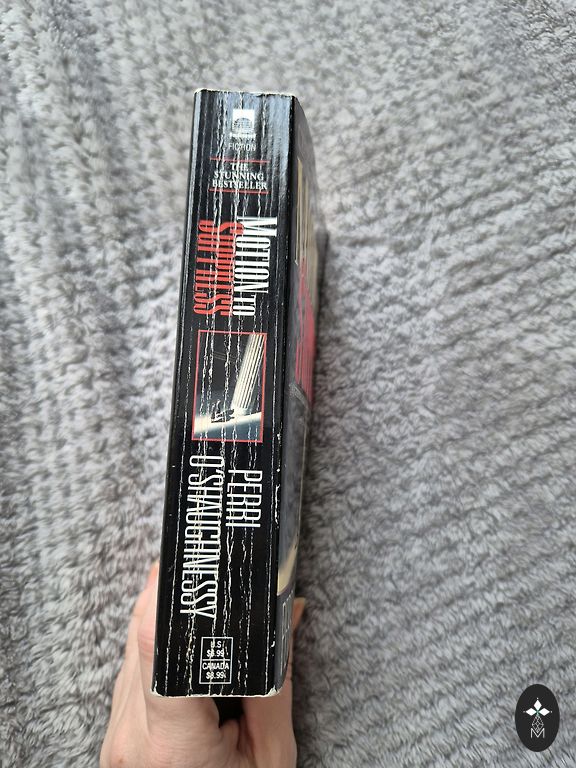 FICTION
THE
STUNNING
BESTSELLER
MOTION TO
SUPPRESS
PERRI
O'SHAUGHNESSY
U.S
$6.99
CANADA
$8.99
M